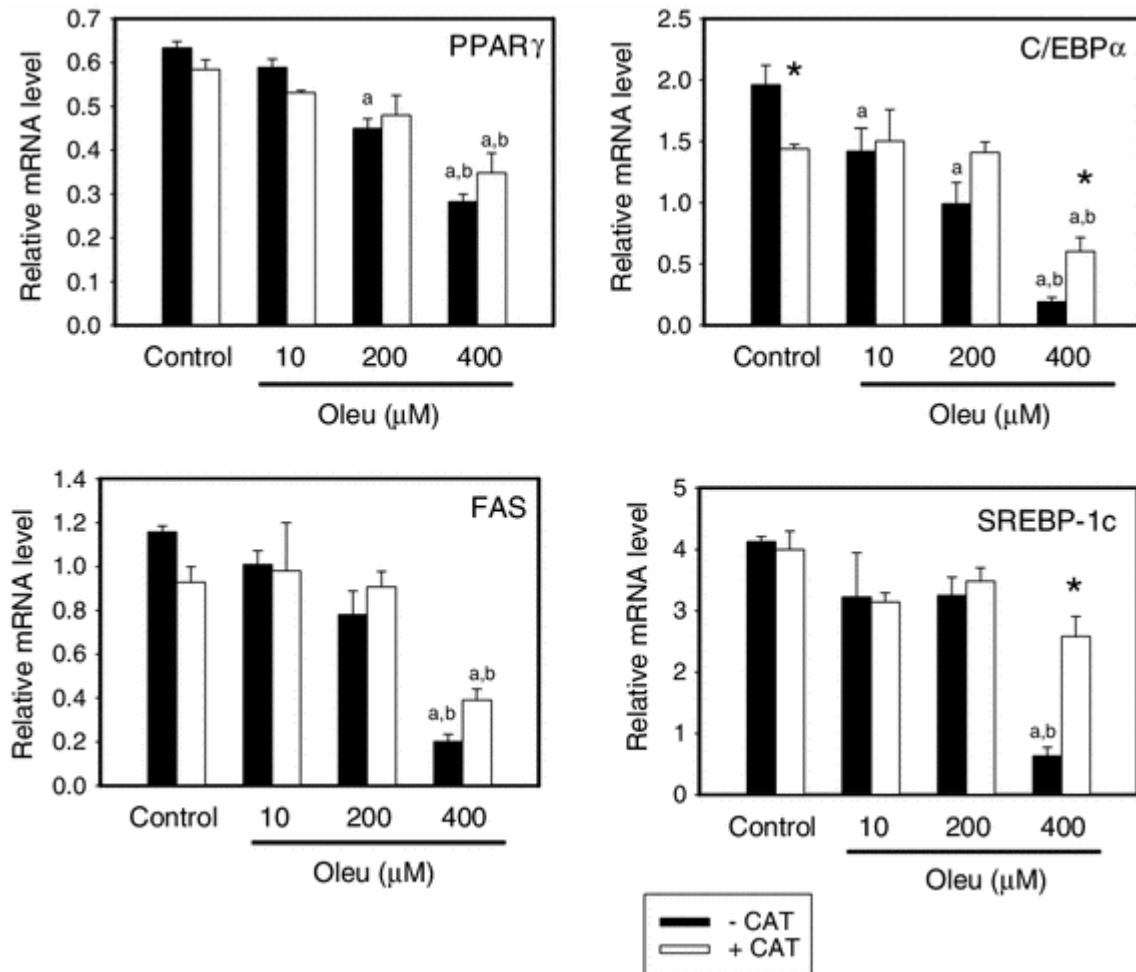 PPARγ
Relative mRNA level
0.7
0.6
0.5
0.4
0.3
0.2
0.1
0.0
a
a,b
a,b
Control 10 200 400
Oleu (µM)
C/EBPα
Relative mRNA level
2.5
2.0
1.5
1.0
0.5
0.0
*
a
a
*
a,b
a,b
Control 10 200 400
Oleu (µM)
FAS
Relative mRNA level
1.4
1.2
1.0
0.8
0.6
0.4
0.2
0.0
a,b
a,b
Control 10 200 400
Oleu (µM)
SREBP-1c
Relative mRNA level
5
4
3
2
1
0
*
a,b
Control 10 200 400
Oleu (µM)
- CAT
+ CAT